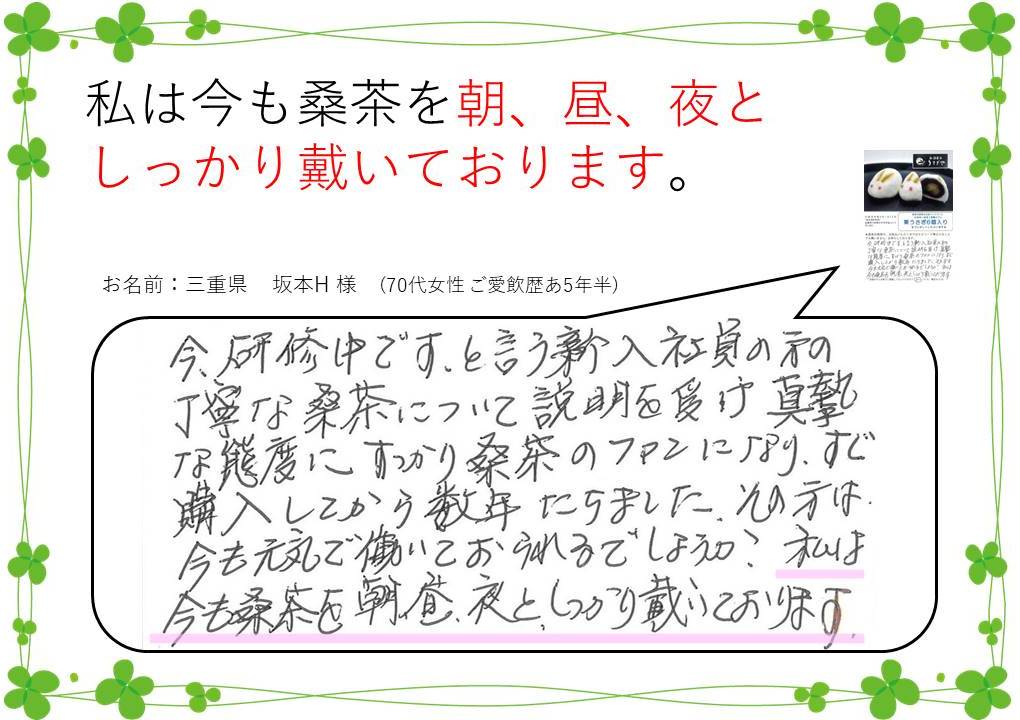 私は今も桑茶を朝、昼、夜と
しっかり戴いております。
お名前：三重県 坂本H 様 (70代女性 ご愛飲歴あ5年半)
栗うさぎ6個入り
今、研修中です、と言う新入社員の方の
丁寧な桑茶について説明を受け真摯
な態度にすっかり桑茶のファンになり、すぐ
購入してから数年たちました、その方は
今も元気で働いておられるでしょうか? 私は
今も桑茶を朝、昼、夜と、しっかり戴いております。